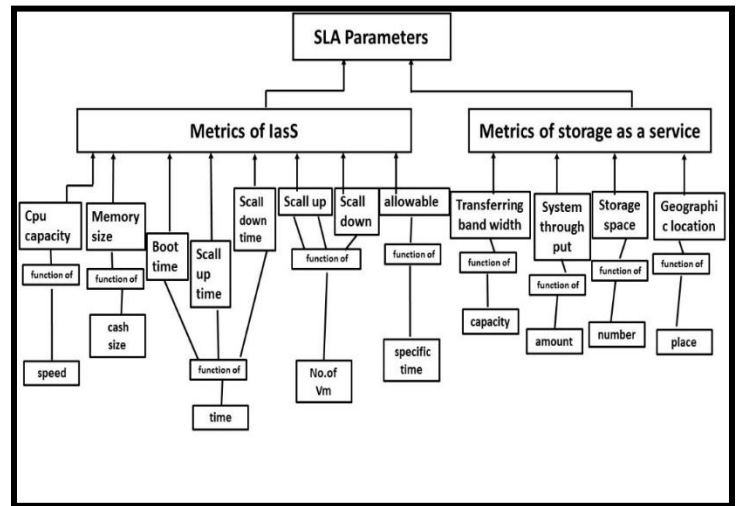 SLA Parameters
Metrics of IasS
Metrics of storage as a service
Cpu
capacity
Memory
size
Boot
time
Scall
up
time
Scall
down
time
Scall up
Scall
down
allowable
Transferring
band width
System
through
put
Storage
space
Geographi
c location
function of
function of
function of
function of
function of
function of
function of
function of
function of
speed
cash
size
time
No.of
Vm
specific
time
capacity
amount
number
place